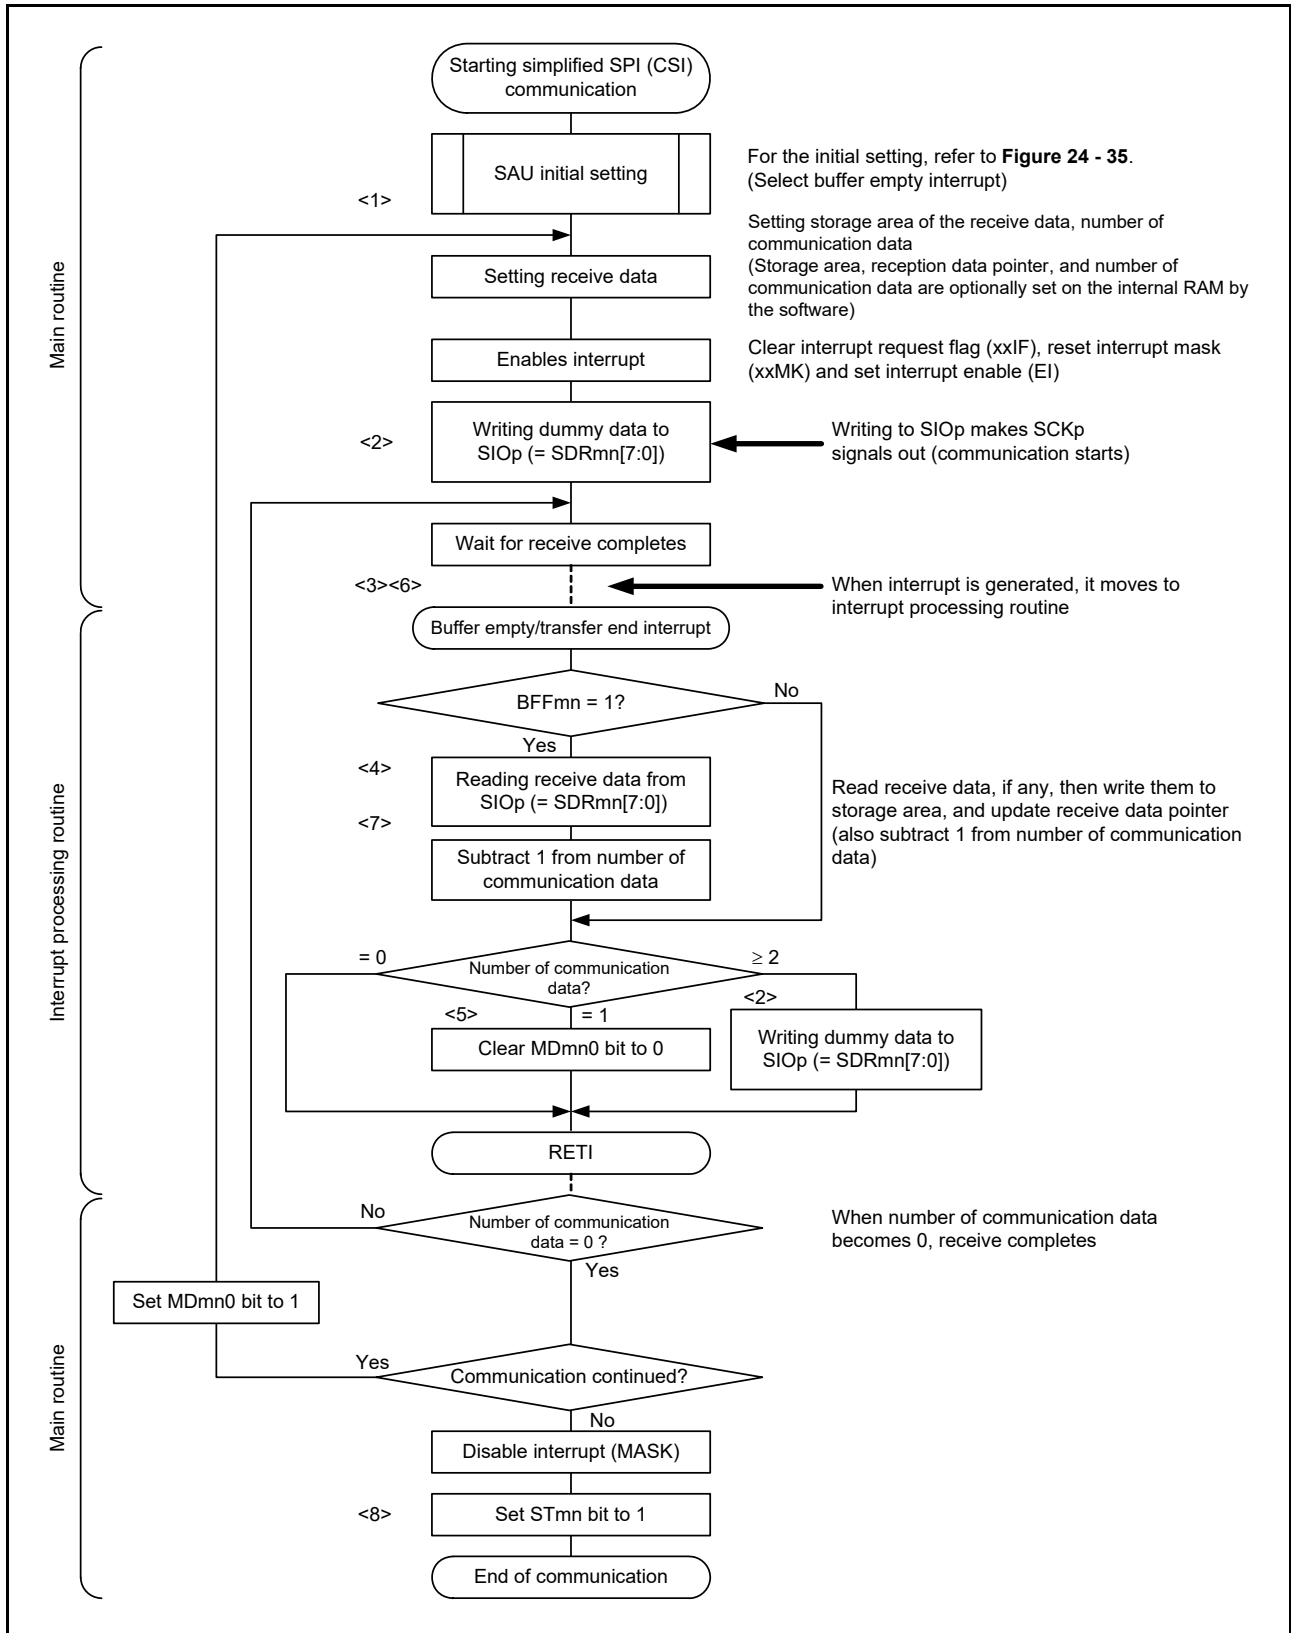 Starting simplified SPI (CSI)
communication
SAU initial setting
For the initial setting, refer to Figure 24 - 35.
(Select buffer empty interrupt)
<1>
Setting storage area of the receive data, number of
communication data
(Storage area, reception data pointer, and number of
communication data are optionally set on the internal RAM by
the software)
Setting receive data
Main routine
Enables interrupt
Clear interrupt request flag (xxIF), reset interrupt mask
(xxMK) and set interrupt enable (EI)
<2>
Writing dummy data to
SIOp (= SDRmn[7:0])
Writing to SIOp makes SCKp
signals out (communication starts)
Wait for receive completes
<3><6>
When interrupt is generated, it moves to
interrupt processing routine
Buffer empty/transfer end interrupt
BFFmn = 1?
No
Yes
<4>
Reading receive data from
SIOp (= SDRmn[7:0])
<7>
Read receive data, if any, then write them to
storage area, and update receive data pointer
(also subtract 1 from number of communication
data)
Subtract 1 from number of
communication data
Interrupt processing routine
= 0
Number of communication
data?
≥ 2
<5>
= 1
<2>
Clear MDmn0 bit to 0
Writing dummy data to
SIOp (= SDRmn[7:0])
RETI
No
Number of communication
data = 0 ?
When number of communication data
becomes 0, receive completes
Yes
Set MDmn0 bit to 1
Main routine
Yes
Communication continued?
No
Disable interrupt (MASK)
<8>
Set STmn bit to 1
End of communication